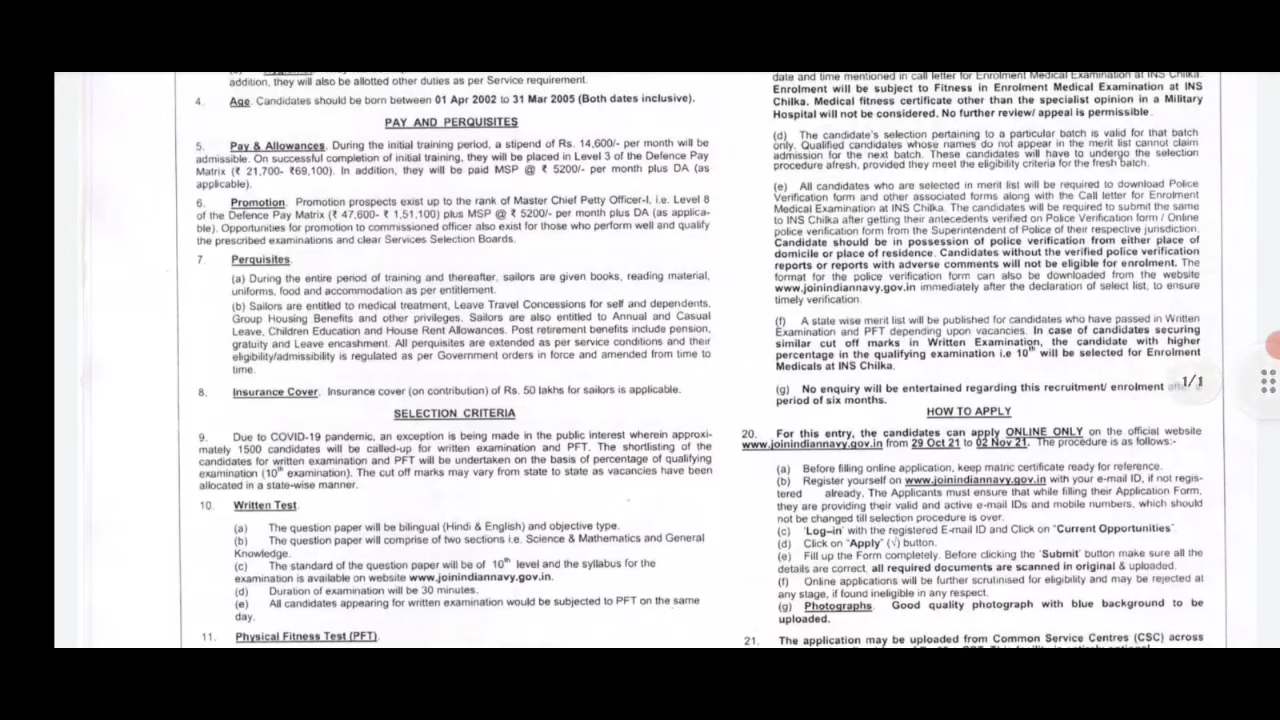 addition, they will also be allotted other duties as per Service requirement.
4. Age. Candidates should be born between 01 Apr 2002 to 31 Mar 2005 (Both dates inclusive).
PAY AND PERQUISITES
5. Pay & Allowances. During the initial training period, a stipend of Rs. 14,600/- per month will be
admissible. On successful completion of initial training, they will be placed in Level 3 of the Defence Pay
Matrix (₹ 21,700- ₹69,100). In addition, they will be paid MSP @ ₹ 5200/- per month plus DA (as
applicable).
6. Promotion. Promotion prospects exist up to the rank of Master Chief Petty Officer-I, i.e. Level 8
of the Defence Pay Matrix (₹ 47,600- ₹ 1,51,100) plus MSP @ ₹ 5200/- per month plus DA (as applica-
ble). Opportunities for promotion to commissioned officer also exist for those who perform well and qualify
the prescribed examinations and clear Services Selection Boards.
7. Perquisites.
(a) During the entire period of training and thereafter, sailors are given books, reading material,
uniforms, food and accommodation as per entitlement.
(b) Sailors are entitled to medical treatment, Leave Travel Concessions for self and dependents,
Group Housing Benefits and other privileges. Sailors are also entitled to Annual and Casual
Leave, Children Education and House Rent Allowances. Post retirement benefits include pension,
gratuity and Leave encashment. All perquisites are extended as per service conditions and their
eligibility/admissibility is regulated as per Government orders in force and amended from time to
time.
8. Insurance Cover. Insurance cover (on contribution) of Rs. 50 lakhs for sailors is applicable.
SELECTION CRITERIA
9. Due to COVID-19 pandemic, an exception is being made in the public interest wherein approxi-
mately 1500 candidates will be called-up for written examination and PFT. The shortlisting of the
candidates for written examination and PFT will be undertaken on the basis of percentage of qualifying
examination (10th examination). The cut off marks may vary from state to state as vacancies have been
allocated in a state-wise manner.
10. Written Test.
(a) The question paper will be bilingual (Hindi & English) and objective type.
(b) The question paper will comprise of two sections i.e. Science & Mathematics and General
Knowledge.
(c) The standard of the question paper will be of 10th level and the syllabus for the
examination is available on website www.joinindiannavy.gov.in.
(d) Duration of examination will be 30 minutes.
(e) All candidates appearing for written examination would be subjected to PFT on the same
day.
11. Physical Fitness Test (PFT).
date and time mentioned in call letter for Enrolment Medical Examination at INS Chilka.
Enrolment will be subject to Fitness in Enrolment Medical Examination at INS
Chilka. Medical fitness certificate other than the specialist opinion in a Military
Hospital will not be considered. No further review/ appeal is permissible.
(d) The candidate's selection pertaining to a particular batch is valid for that batch
only. Qualified candidates whose names do not appear in the merit list cannot claim
admission for the next batch. These candidates will have to undergo the selection
procedure afresh, provided they meet the eligibility criteria for the fresh batch.
(e) All candidates who are selected in merit list will be required to download Police
Verification form and other associated forms along with the Call letter for Enrolment
Medical Examination at INS Chilka. The candidates will be required to submit the same
to INS Chilka after getting their antecedents verified on Police Verification form / Online
police verification form from the Superintendent of Police of their respective jurisdiction.
Candidate should be in possession of police verification from either place of
domicile or place of residence. Candidates without the verified police verification
reports or reports with adverse comments will not be eligible for enrolment. The
format for the police verification form can also be downloaded from the website
www.joinindiannavy.gov.in immediately after the declaration of select list, to ensure
timely verification.
(f) A state wise merit list will be published for candidates who have passed in Written
Examination and PFT depending upon vacancies. In case of candidates securing
similar cut off marks in Written Examination, the candidate with higher
percentage in the qualifying examination i.e 10th will be selected for Enrolment
Medicals at INS Chilka.
(g) No enquiry will be entertained regarding this recruitment/ enrolment 1/1
period of six months.
HOW TO APPLY
20. For this entry, the candidates can apply ONLINE ONLY on the official website
www.joinindiannavy.gov.in from 29 Oct 21 to 02 Nov 21. The procedure is as follows:-
(a) Before filling online application, keep matric certificate ready for reference.
(b) Register yourself on www.joinindiannavy.gov.in with your e-mail ID, if not regis-
tered already. The Applicants must ensure that while filling their Application Form,
they are providing their valid and active e-mail IDs and mobile numbers, which should
not be changed till selection procedure is over.
(c) 'Log-in' with the registered E-mail ID and Click on "Current Opportunities".
(d) Click on "Apply" (√) button.
(e) Fill up the Form completely. Before clicking the 'Submit' button make sure all the
details are correct, all required documents are scanned in original & uploaded.
(f) Online applications will be further scrutinised for eligibility and may be rejected at
any stage, if found ineligible in any respect.
(g) Photographs. Good quality photograph with blue background to be
uploaded.
21. The application may be uploaded from Common Service Centres (CSC) across